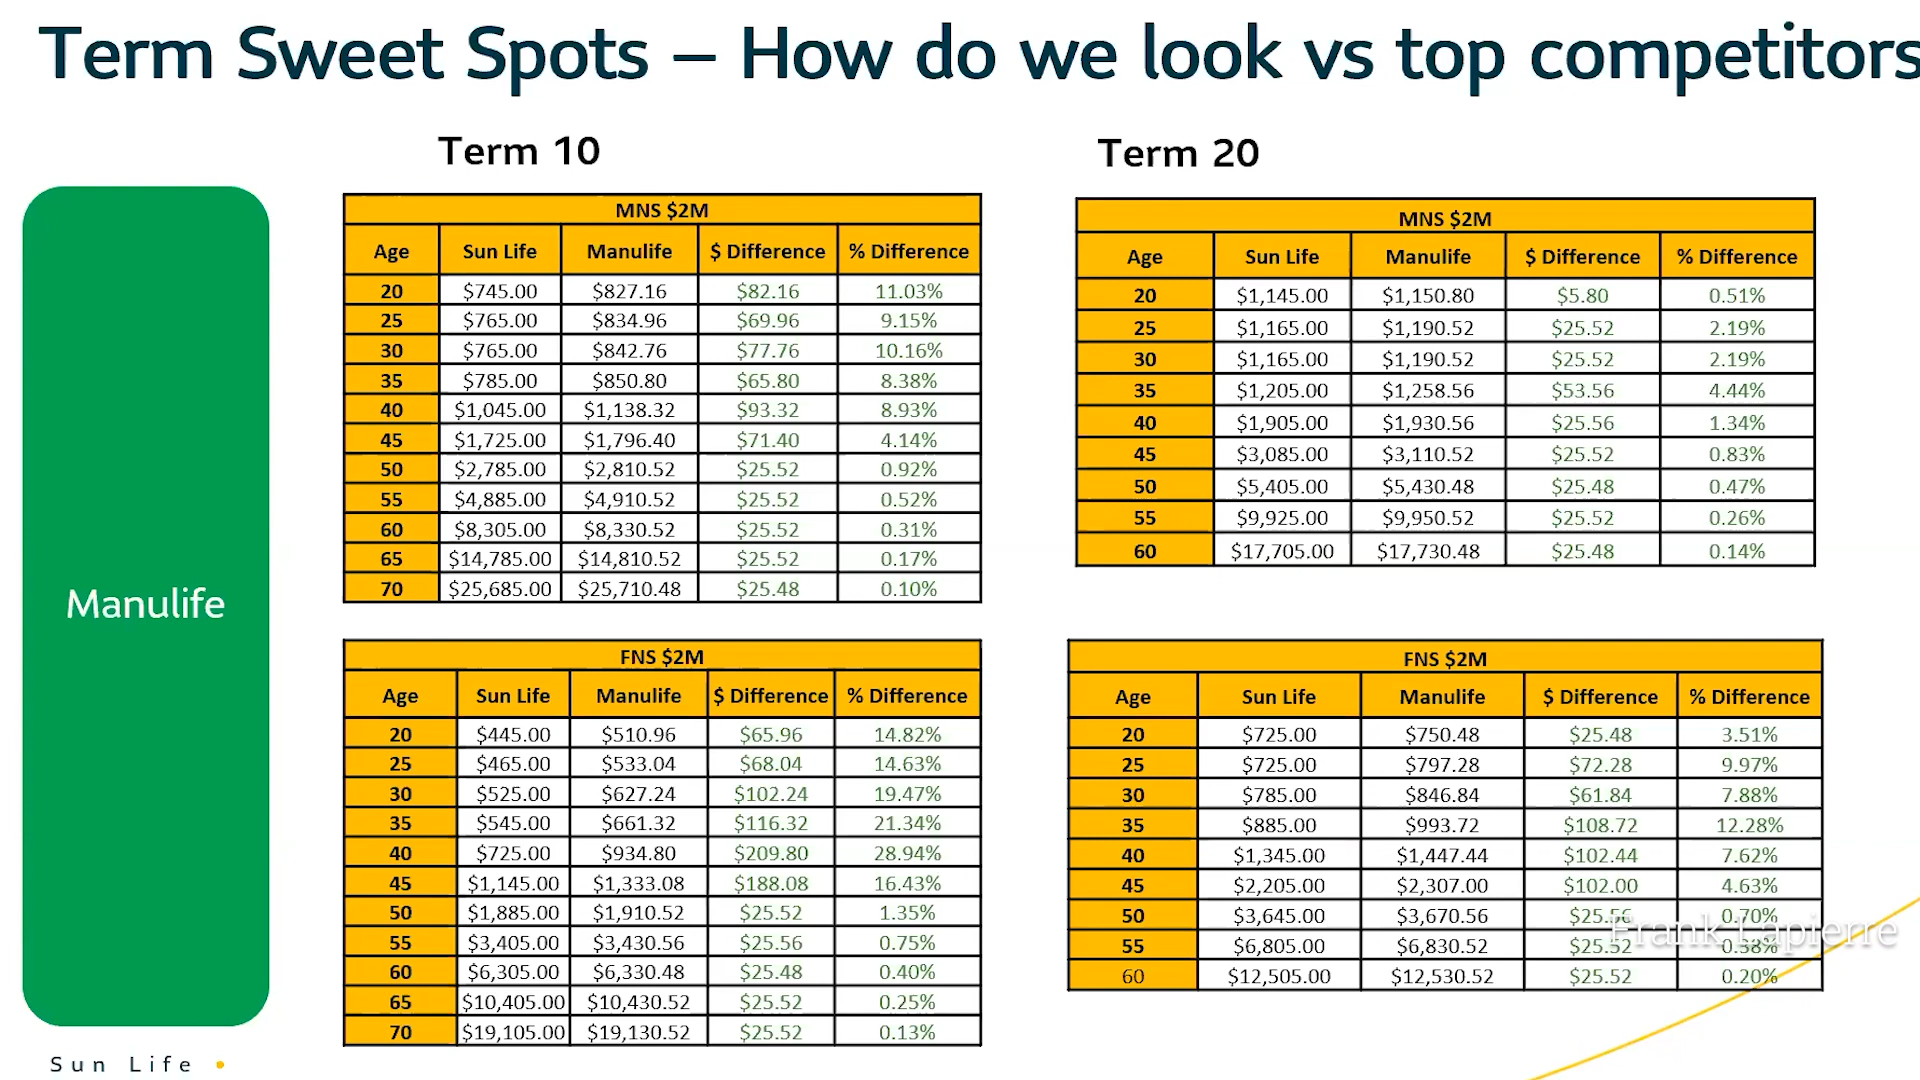 Term Sweet Spots – How do we look vs top competitors
Term 10
Term 20
Manulife
MNS $2M
Age Sun Life Manulife $ Difference % Difference
20 $745.00 $827.16 $82.16 11.03%
25 $765.00 $834.96 $69.96 9.15%
30 $765.00 $842.76 $77.76 10.16%
35 $785.00 $850.80 $65.80 8.38%
40 $1,045.00 $1,138.32 $93.32 8.93%
45 $1,725.00 $1,796.40 $71.40 4.14%
50 $2,785.00 $2,810.52 $25.52 0.92%
55 $4,885.00 $4,910.52 $25.52 0.52%
60 $8,305.00 $8,330.52 $25.52 0.31%
65 $14,785.00 $14,810.52 $25.52 0.17%
70 $25,685.00 $25,710.48 $25.48 0.10%
MNS $2M
Age Sun Life Manulife $ Difference % Difference
20 $1,145.00 $1,150.80 $5.80 0.51%
25 $1,165.00 $1,190.52 $25.52 2.19%
30 $1,165.00 $1,190.52 $25.52 2.19%
35 $1,205.00 $1,258.56 $53.56 4.44%
40 $1,905.00 $1,930.56 $25.56 1.34%
45 $3,085.00 $3,110.52 $25.52 0.83%
50 $5,405.00 $5,430.48 $25.48 0.47%
55 $9,925.00 $9,950.52 $25.52 0.26%
60 $17,705.00 $17,730.48 $25.48 0.14%
FNS $2M
Age Sun Life Manulife $ Difference % Difference
20 $445.00 $510.96 $65.96 14.82%
25 $465.00 $533.04 $68.04 14.63%
30 $525.00 $627.24 $102.24 19.47%
35 $545.00 $661.32 $116.32 21.34%
40 $725.00 $934.80 $209.80 28.94%
45 $1,145.00 $1,333.08 $188.08 16.43%
50 $1,885.00 $1,910.52 $25.52 1.35%
55 $3,405.00 $3,430.56 $25.56 0.75%
60 $6,305.00 $6,330.48 $25.48 0.40%
65 $10,405.00 $10,430.52 $25.52 0.25%
70 $19,105.00 $19,130.52 $25.52 0.13%
FNS $2M
Age Sun Life Manulife $ Difference % Difference
20 $725.00 $750.48 $25.48 3.51%
25 $725.00 $797.28 $72.28 9.97%
30 $785.00 $846.84 $61.84 7.88%
35 $885.00 $993.72 $108.72 12.28%
40 $1,345.00 $1,447.44 $102.44 7.62%
45 $2,205.00 $2,307.00 $102.00 4.63%
50 $3,645.00 $3,670.56 $25.56 0.70%
55 $6,805.00 $6,830.52 $25.52 0.38%
60 $12,505.00 $12,530.52 $25.52 0.20%
Frank Lapierre
Sun Life